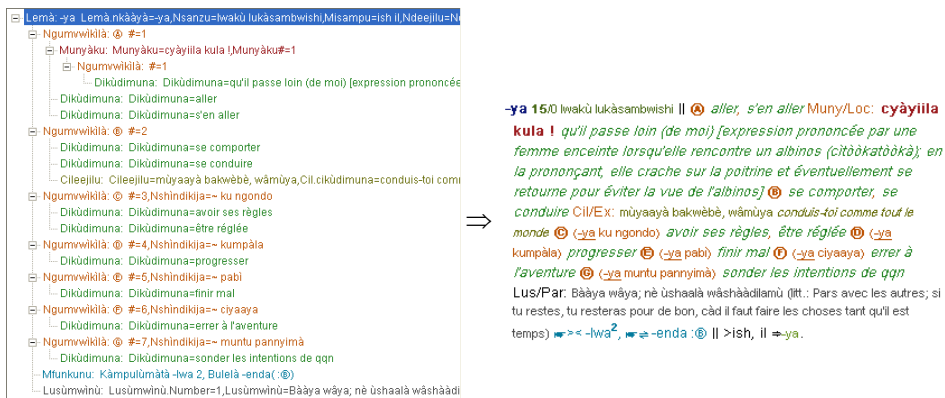 Lemà: -ya Lemà.nkààyà=-ya,Nsanzu=lwakù lukàsambwishi,Misampu=ish il,Ndeejilu=N
Ngumvwìkìlà: Ⓐ #=1
Munyàku: Munyàku=cyàyiila kula !,Munyàku#=1
Ngumvwìkìlà: #=1
Dikùdimuna: Dikùdimuna=qu'il passe loin (de moi) [expression prononcée
Dikùdimuna: Dikùdimuna=aller
Dikùdimuna: Dikùdimuna=s'en aller
Ngumvwìkìlà: Ⓑ #=2
Dikùdimuna: Dikùdimuna=se comporter
Dikùdimuna: Dikùdimuna=se conduire
Cileejilu: Cileejilu=mùyaayà bakwèbè, wâmùya,Cil.cikùdimuna=conduis-toi com
Ngumvwìkìlà: Ⓒ #=3,Nshìndikija=~ ku ngondo
Dikùdimuna: Dikùdimuna=avoir ses règles
Dikùdimuna: Dikùdimuna=être réglée
Ngumvwìkìlà: Ⓓ #=4,Nshìndikija=~ kumpàla
Dikùdimuna: Dikùdimuna=progresser
Ngumvwìkìlà: Ⓔ #=5,Nshìndikija=~ pabì
Dikùdimuna: Dikùdimuna=finir mal
Ngumvwìkìlà: Ⓕ #=6,Nshìndikija=~ ciyaaya
Dikùdimuna: Dikùdimuna=errer à l'aventure
Ngumvwìkìlà: Ⓖ #=7,Nshìndikija=~ muntu pannyimà
Dikùdimuna: Dikùdimuna=sonder les intentions de qqn
Mfunkunu: Kàmpulùmàtà -lwa 2, Bulelà -enda(:Ⓑ)
Lusùmwìnù: Lusùmwìnù.Number=1,Lusùmwìnù=Bààya wâya; nè ùshaalà wâshààdi
⇒
-ya 15/0 lwakù lukàsambwishi || Ⓐ aller, s'en aller Muny/Loc: cyàyiila
kula ! qu'il passe loin (de moi) [expression prononcée par une
femme enceinte lorsqu'elle rencontre un albinos (cìtòòkatòòkà); en
la prononçant, elle crache sur la poitrine et éventuellement se
retourne pour éviter la vue de l'albinos] Ⓑ se comporter, se
conduire Cil/Ex: mùyaayà bakwèbè, wâmùya conduis-toi comme tout le
monde Ⓒ (-ya ku ngondo) avoir ses règles, être réglée Ⓓ (-ya
kumpàla) progresser Ⓔ (-ya pabì) finir mal Ⓕ (-ya ciyaaya) errer à
l'aventure Ⓖ (-ya muntu pannyimà) sonder les intentions de qqn
Lus/Par: Bààya wâya; nè ùshaalà wâshààdilamù (litt.: Pars avec les autres; si
tu restes, tu resteras pour de bon, càd il faut faire les choses tant qu'il est
temps) ☛>< -lwa², ☛⇌ -enda :Ⓑ || >ish, il ⇒-ya.